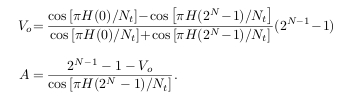 V_o = \frac{\cos[\pi H(0)/N_t] - \cos[\pi H(2^N - 1)/N_t]}{\cos[\pi H(0)/N_t] + \cos[\pi H(2^N - 1)/N_t]}(2^{N-1} - 1)
A = \frac{2^{N-1} - 1 - V_o}{\cos[\pi H(2^N - 1)/N_t]}.